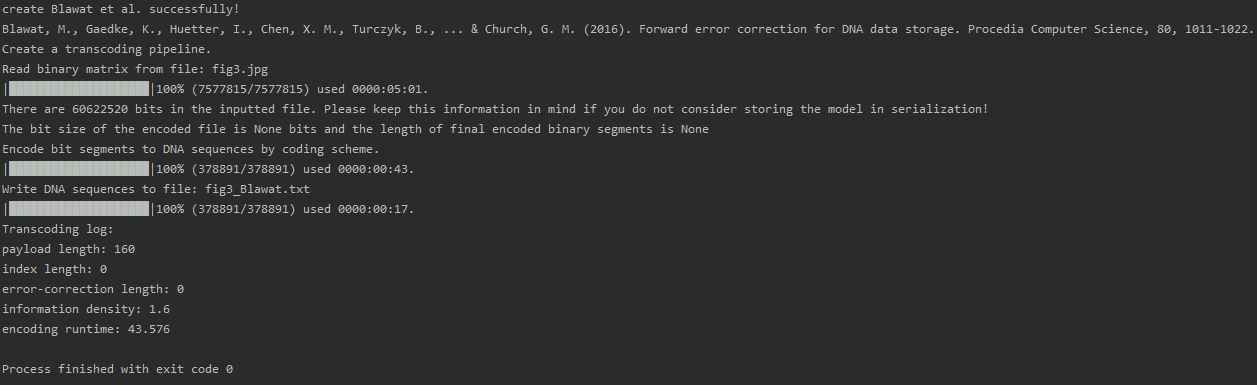 create Blawat et al. successfully!
Blawat, M., Gaedke, K., Huetter, I., Chen, X. M., Turczyk, B., ... & Church, G. M. (2016). Forward error correction for DNA data storage. Procedia Computer Science, 80, 1011-1022.
Create a transcoding pipeline.
Read binary matrix from file: fig3.jpg
|████████████████████|100% (7577815/7577815) used 0000:05:01.
There are 60622520 bits in the inputted file. Please keep this information in mind if you do not consider storing the model in serialization!
The bit size of the encoded file is None bits and the length of final encoded binary segments is None
Encode bit segments to DNA sequences by coding scheme.
|████████████████████|100% (378891/378891) used 0000:00:43.
Write DNA sequences to file: fig3_Blawat.txt
|████████████████████|100% (378891/378891) used 0000:00:17.
Transcoding log:
payload length: 160
index length: 0
error-correction length: 0
information density: 1.6
encoding runtime: 43.576
Process finished with exit code 0